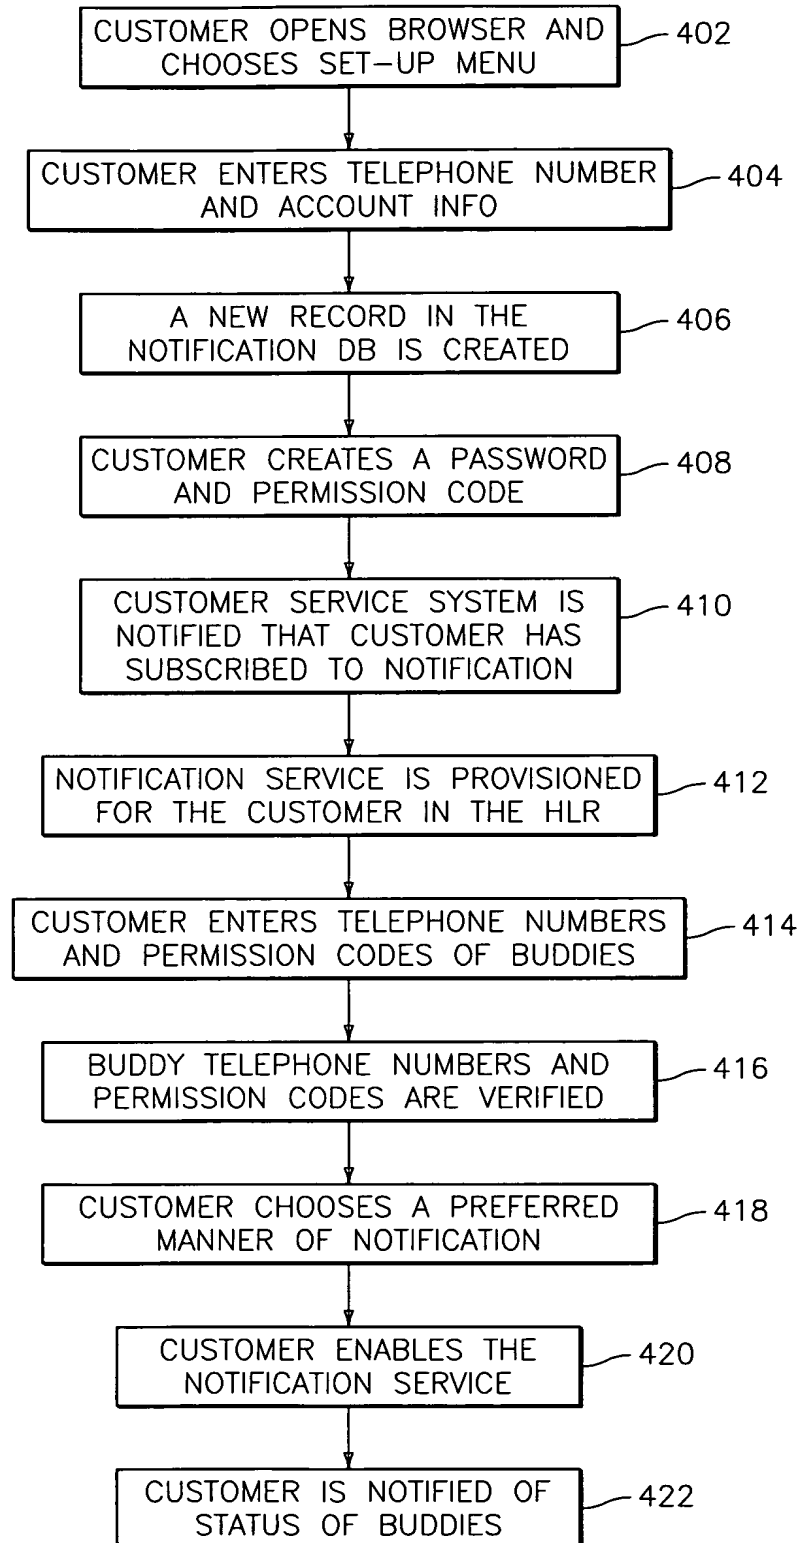 CUSTOMER OPENS BROWSER AND
CHOOSES SET-UP MENU
402
CUSTOMER ENTERS TELEPHONE NUMBER
AND ACCOUNT INFO
404
A NEW RECORD IN THE
NOTIFICATION DB IS CREATED
406
CUSTOMER CREATES A PASSWORD
AND PERMISSION CODE
408
CUSTOMER SERVICE SYSTEM IS
NOTIFIED THAT CUSTOMER HAS
SUBSCRIBED TO NOTIFICATION
410
NOTIFICATION SERVICE IS PROVISIONED
FOR THE CUSTOMER IN THE HLR
412
CUSTOMER ENTERS TELEPHONE NUMBERS
AND PERMISSION CODES OF BUDDIES
414
BUDDY TELEPHONE NUMBERS AND
PERMISSION CODES ARE VERIFIED
416
CUSTOMER CHOOSES A PREFERRED
MANNER OF NOTIFICATION
418
CUSTOMER ENABLES THE
NOTIFICATION SERVICE
420
CUSTOMER IS NOTIFIED OF
STATUS OF BUDDIES
422